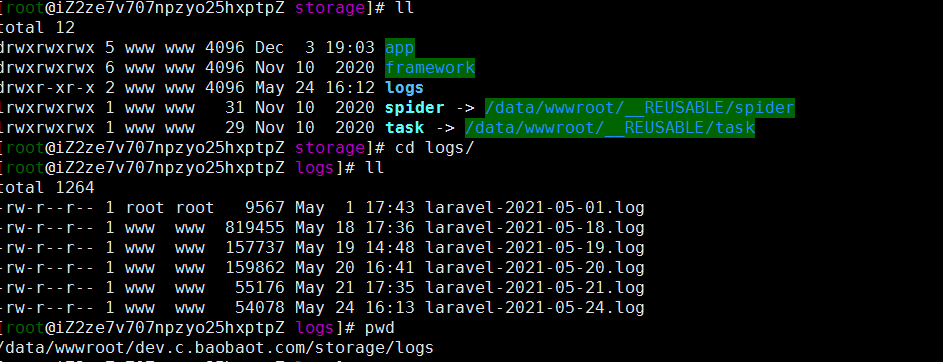 [root@iZ2ze7v707npzyo25hxptpZ storage]# ll
total 12
drwxrwxrwx 5 www www 4096 Dec  3 19:03 app
drwxrwxrwx 6 www www 4096 Nov 10  2020 framework
drwxr-xr-x 2 www www 4096 May 24 16:12 logs
lrwxrwxrwx 1 www www   31 Nov 10  2020 spider -> /data/wwwroot/__REUSABLE/spider
lrwxrwxrwx 1 www www   29 Nov 10  2020 task -> /data/wwwroot/__REUSABLE/task
[root@iZ2ze7v707npzyo25hxptpZ storage]# cd logs/
[root@iZ2ze7v707npzyo25hxptpZ logs]# ll
total 1264
-rw-r--r-- 1 root root   9567 May  1 17:43 laravel-2021-05-01.log
-rw-r--r-- 1 www  www  819455 May 18 17:36 laravel-2021-05-18.log
-rw-r--r-- 1 www  www  157737 May 19 14:48 laravel-2021-05-19.log
-rw-r--r-- 1 www  www  159862 May 20 16:41 laravel-2021-05-20.log
-rw-r--r-- 1 www  www   55176 May 21 17:35 laravel-2021-05-21.log
-rw-r--r-- 1 www  www   54078 May 24 16:13 laravel-2021-05-24.log
[root@iZ2ze7v707npzyo25hxptpZ logs]# pwd
/data/wwwroot/dev.c.baobaot.com/storage/logs